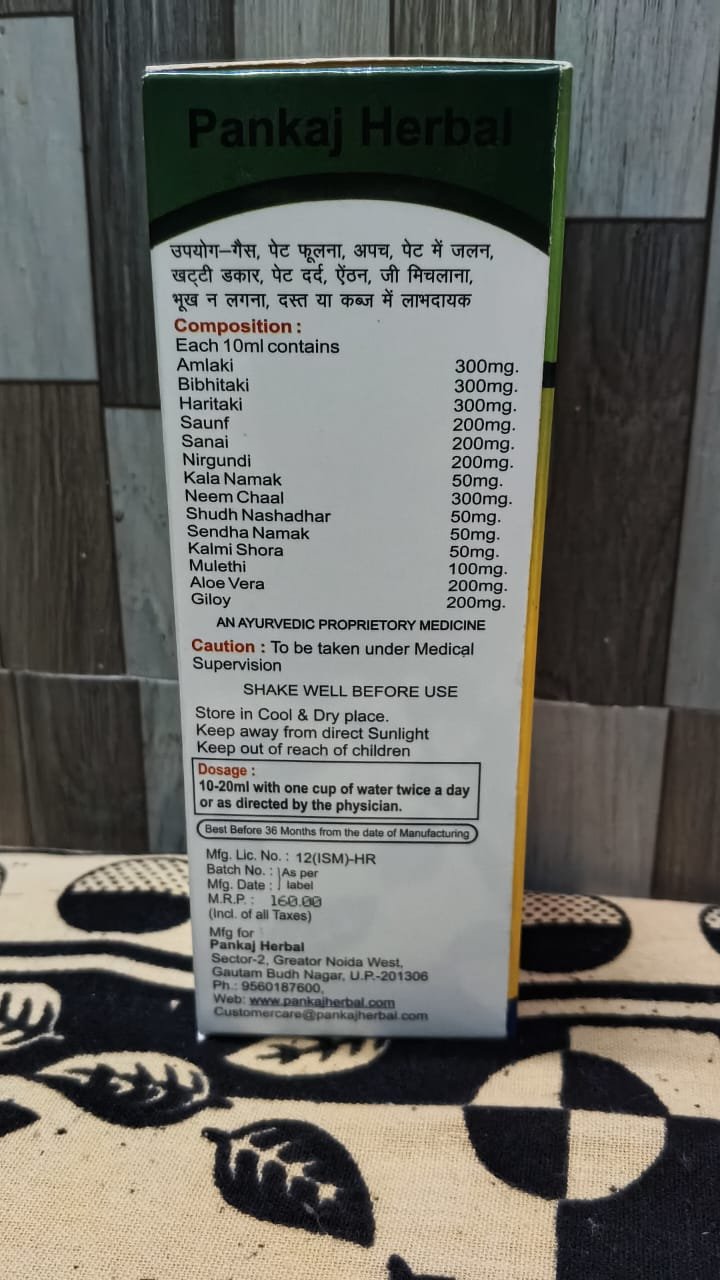 Pankaj Herbal
उपयोग–गैस, पेट फूलना, अपच, पेट में जलन,
खट्टी डकार, पेट दर्द, ऐंठन, जी मिचलाना,
भूख न लगना, दस्त या कब्ज में लाभदायक
Composition :
Each 10ml contains
Amlaki 300mg.
Bibhitaki 300mg.
Haritaki 300mg.
Saunf 200mg.
Sanai 200mg.
Nirgundi 200mg.
Kala Namak 50mg.
Neem Chaal 300mg.
Shudh Nashadhar 50mg.
Sendha Namak 50mg.
Kalmi Shora 50mg.
Mulethi 100mg.
Aloe Vera 200mg.
Giloy 200mg.
AN AYURVEDIC PROPRIETORY MEDICINE
Caution : To be taken under Medical
Supervision
SHAKE WELL BEFORE USE
Store in Cool & Dry place.
Keep away from direct Sunlight
Keep out of reach of children
Dosage :
10-20ml with one cup of water twice a day
or as directed by the physician.
Best Before 36 Months from the date of Manufacturing
Mfg. Lic. No. : 12(ISM)-HR
Batch No. : As per
Mfg. Date : label
M.R.P. : 160.00
(Incl. of all Taxes)
Mfg for
Pankaj Herbal
Sector-2, Greator Noida West,
Gautam Budh Nagar, U.P.-201306
Ph.: 9560187600,
Web: www.pankajherbal.com
Customercare@pankajherbal.com